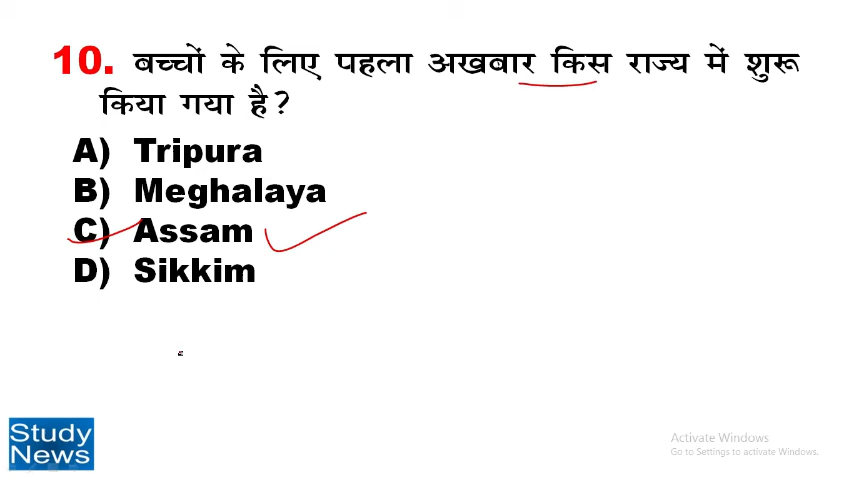 10. बच्चों के लिए पहला अखबार किस राज्य में शुरू
किया गया है?
A) Tripura
B) Meghalaya
C) Assam
D) Sikkim
Study
News
Activate Windows
Go to Settings to activate Windows.